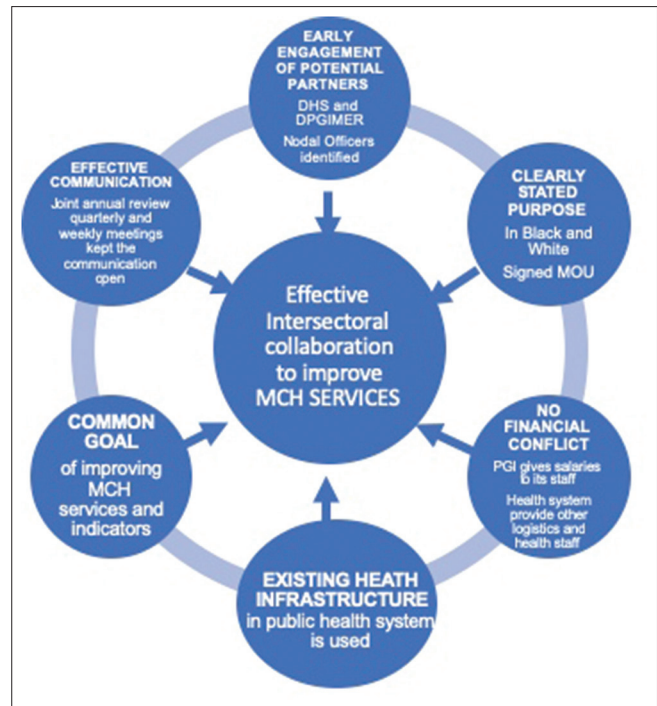 EARLY
ENGAGEMENT
OF POTENTIAL
PARTNERS
DHS and
DPGIMER
Nodal Officers
identified
CLEARLY
STATED
PURPOSE
In Black and
White
Signed MOU
NO
FINANCIAL
CONFLICT
PGI gives salaries
to its staff
Health system
provide other
logistics and
health staff
EXISTING HEATH
INFRASTRUCTURE
in public health system
is used
COMMON
GOAL
of improving
MCH
services and
indicators
EFFECTIVE
COMMUNICATION
Joint annual review
quarterly and
weekly meetings
kept the
communication
open
Effective
Intersectoral
collaboration
to improve
MCH SERVICES